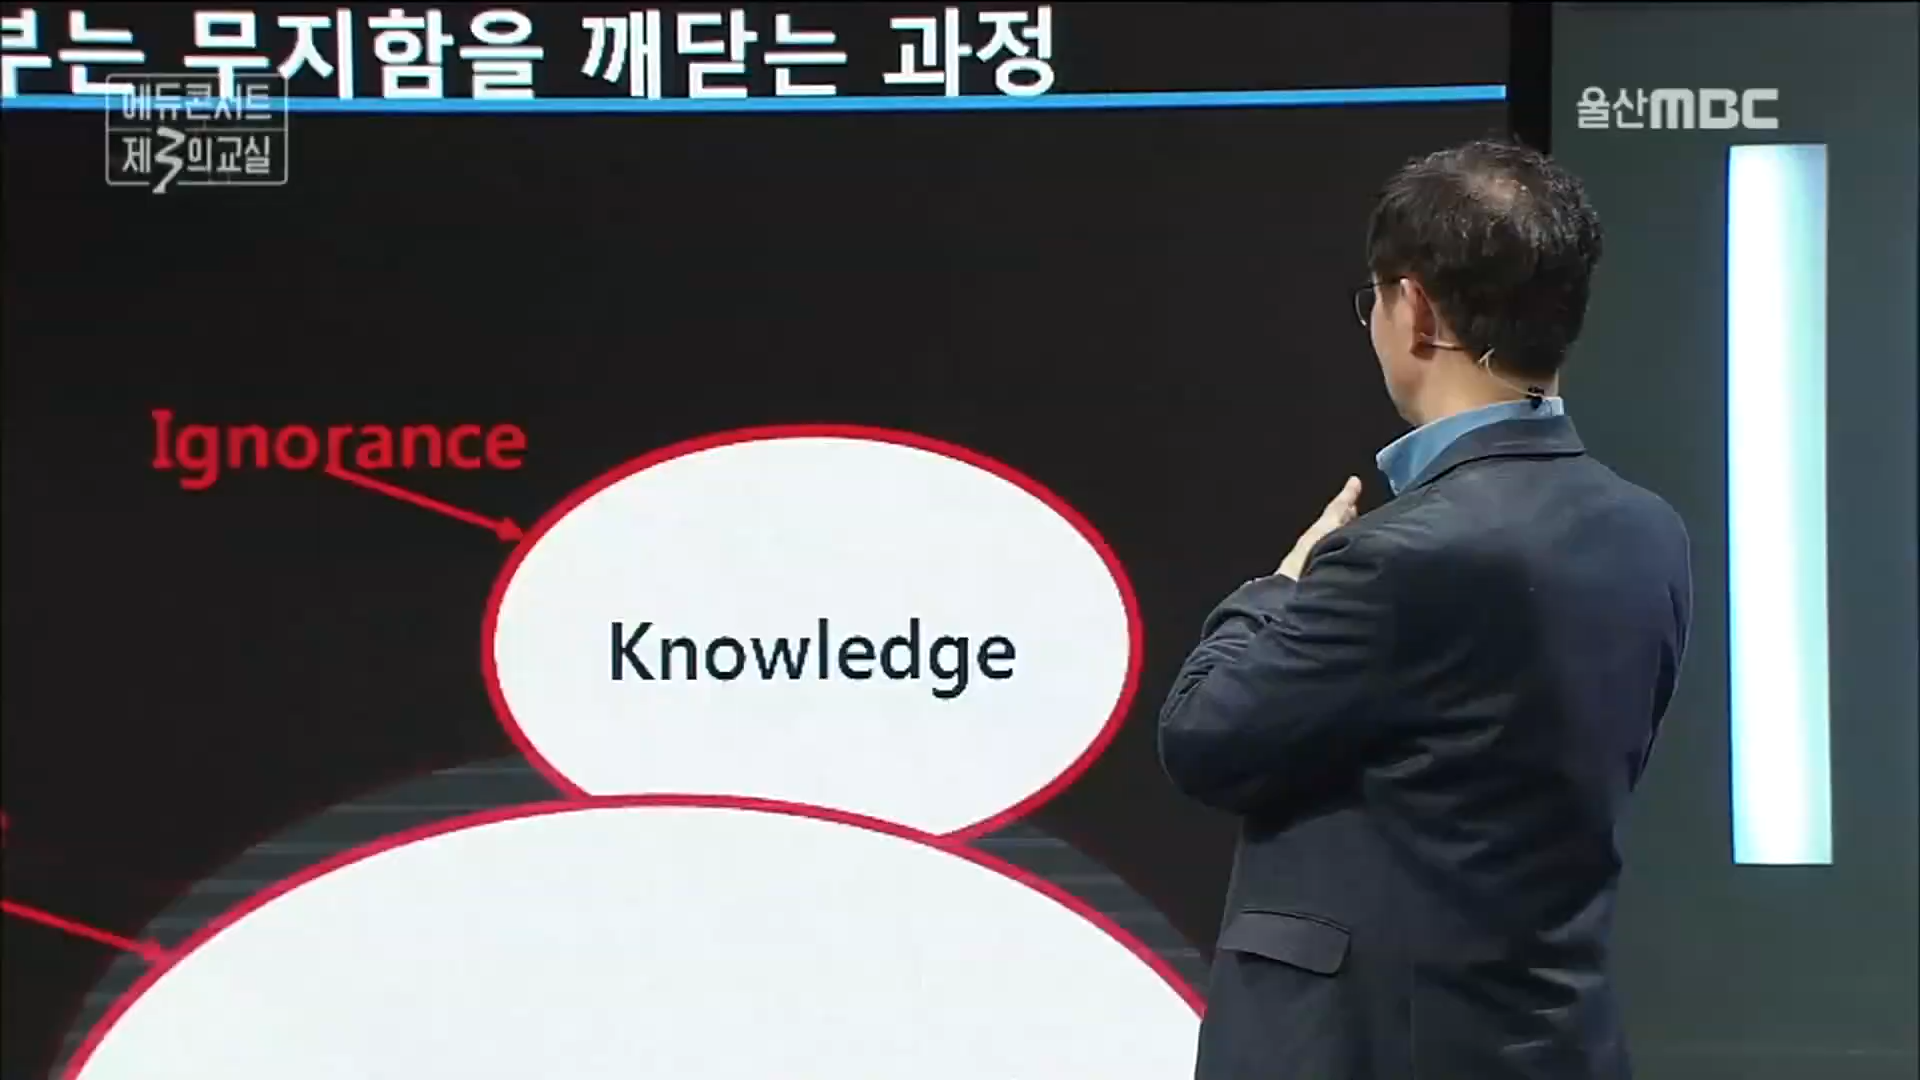 무지함을 깨닫는 과정
에듀콘서트
제3의교실
울산MBC
Ignorance
Knowledge